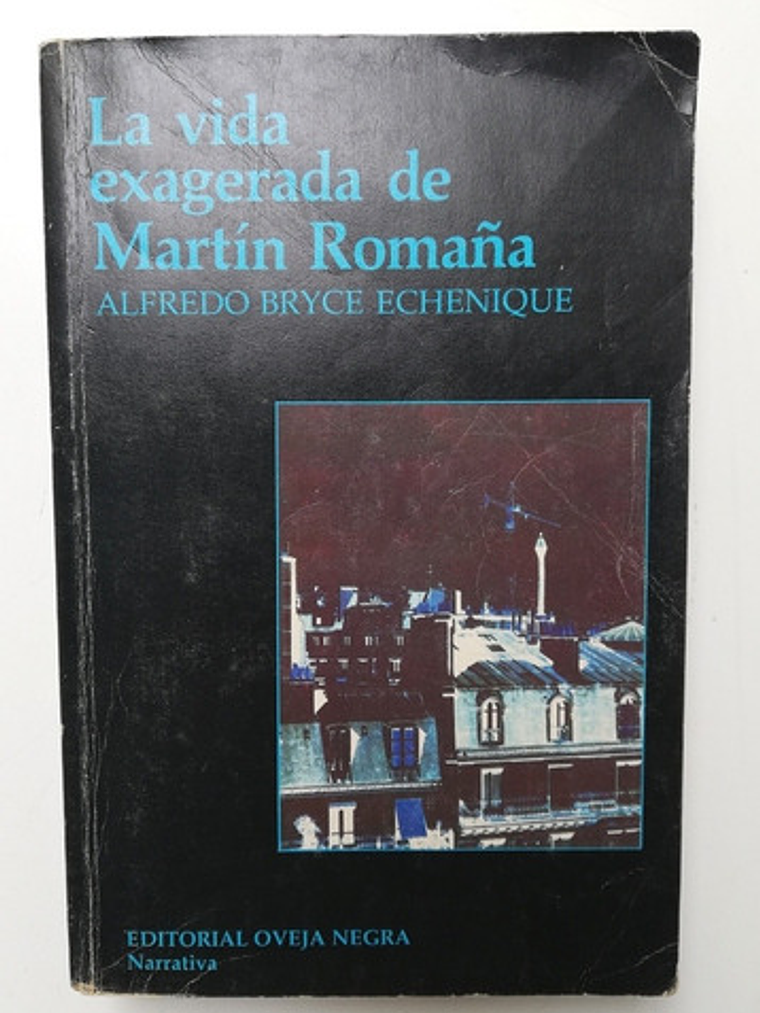 La vida
exagerada de
Martín Romaña
ALFREDO BRYCE ECHENIQUE
EDITORIAL OVEJA NEGRA
Narrativa